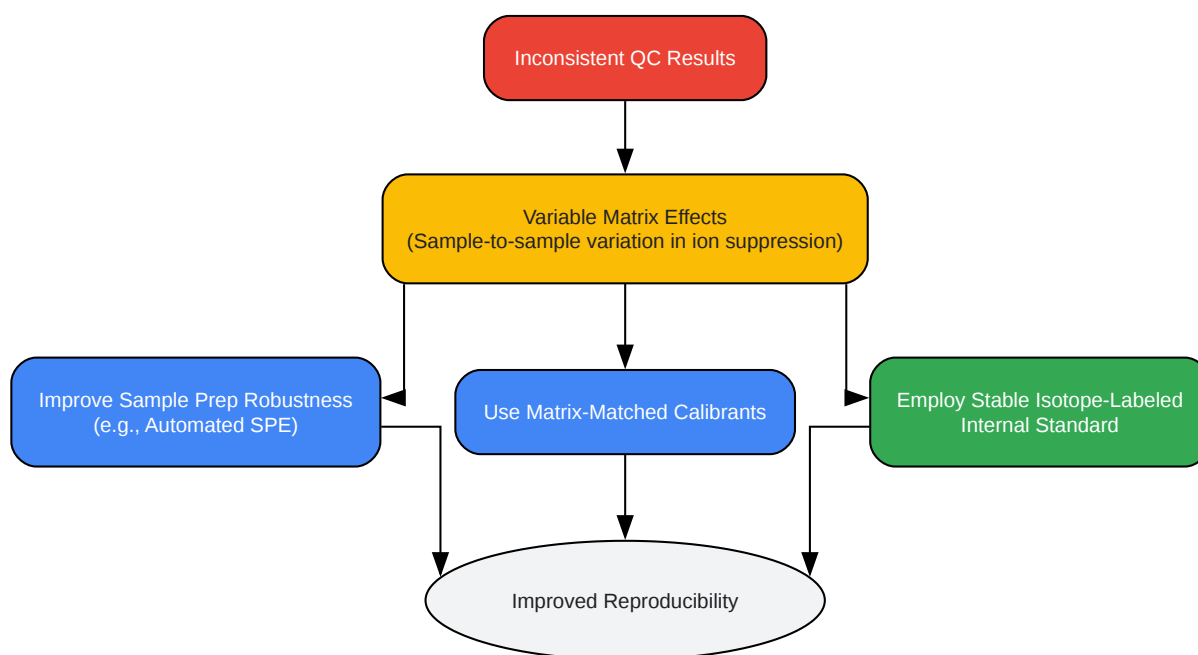 Inconsistent QC Results
Variable Matrix Effects
(Sample-to-sample variation in ion suppression)
Improve Sample Prep Robustness
(e.g., Automated SPE)
Use Matrix-Matched Calibrants
Employ Stable Isotope-Labeled
Internal Standard
Improved Reproducibility